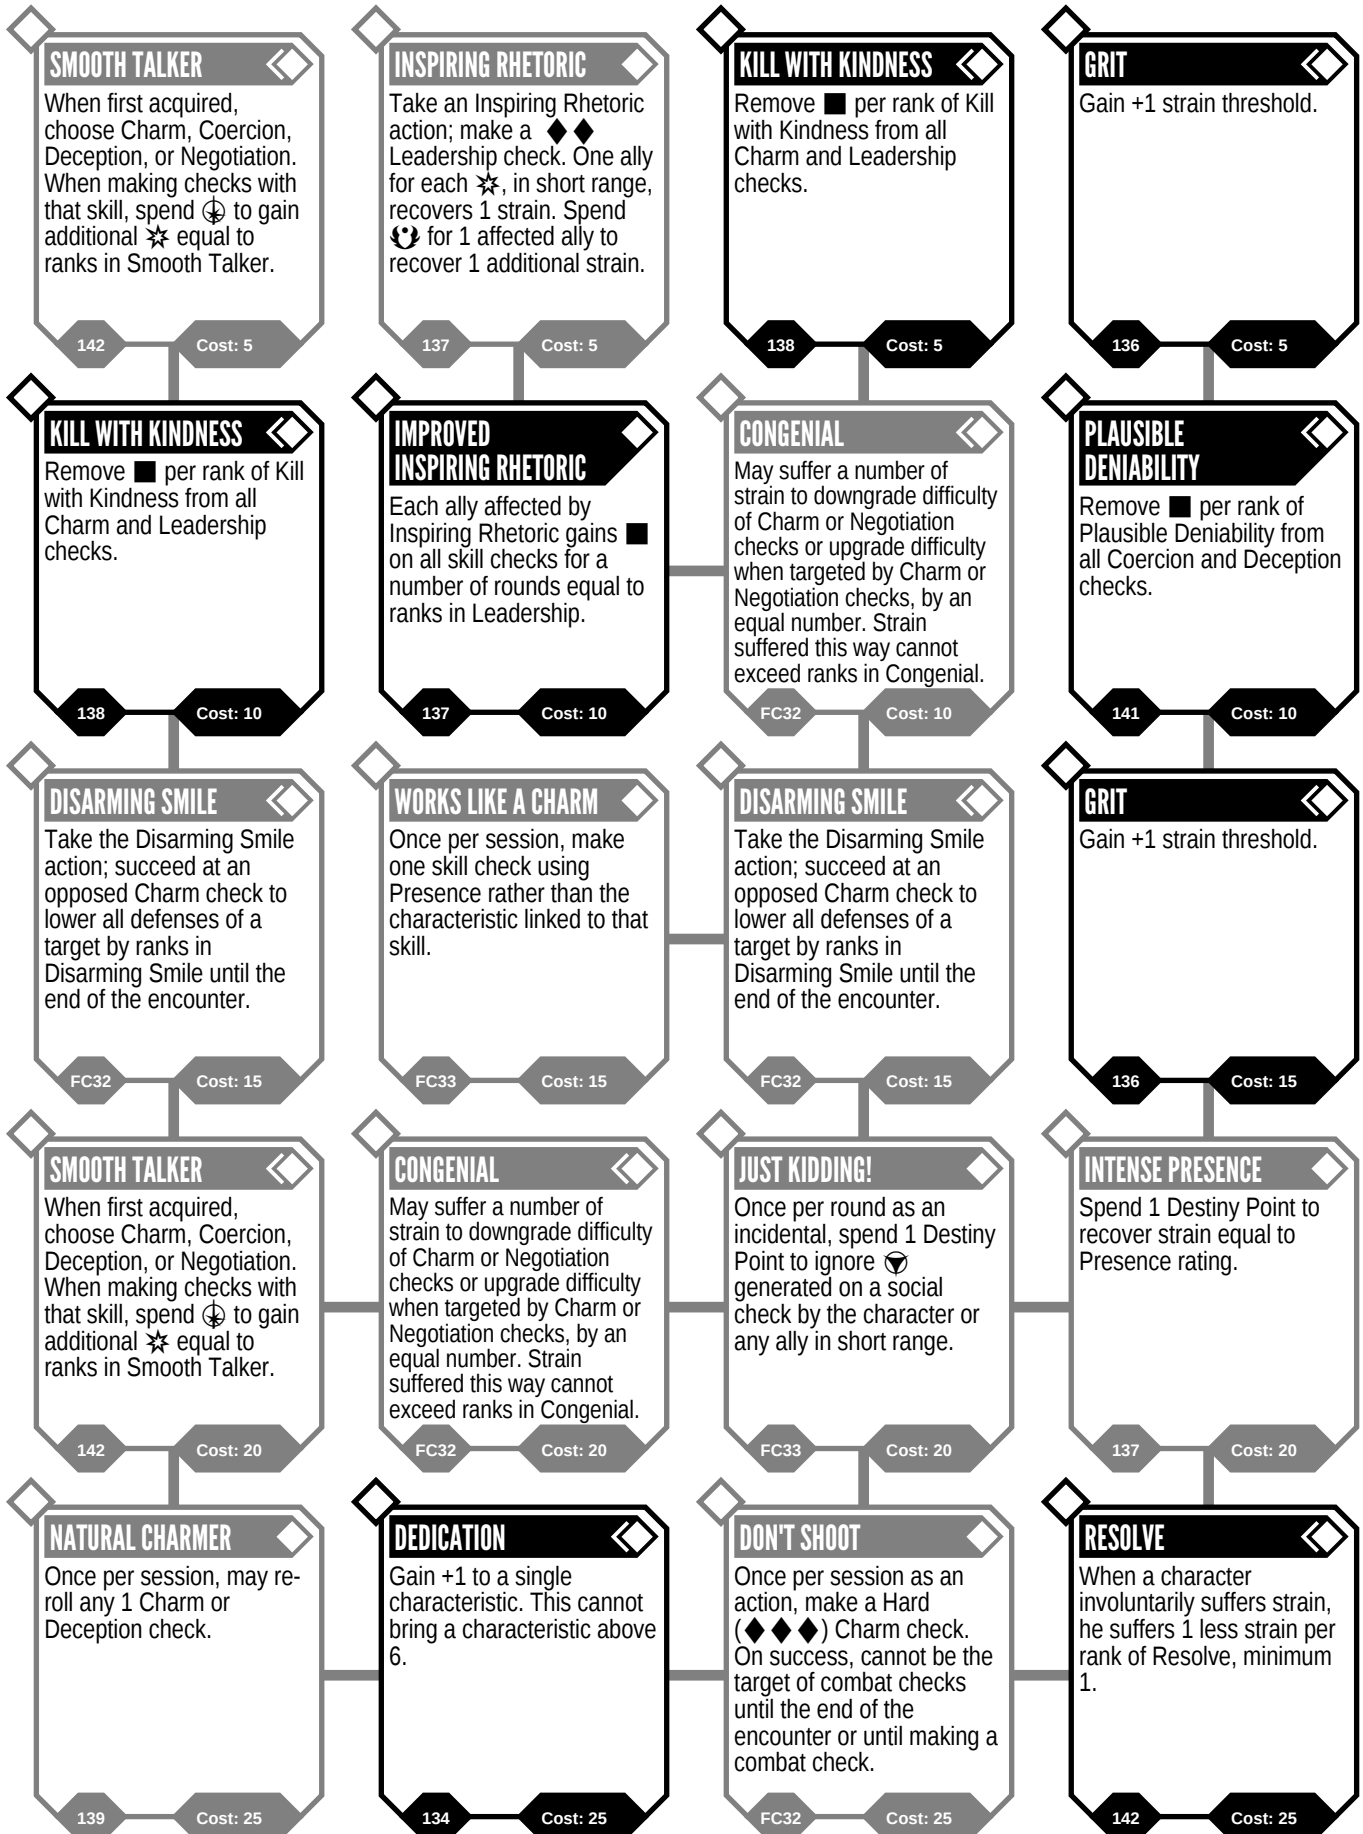 SMOOTH TALKER
When first acquired,
choose Charm, Coercion,
Deception, or Negotiation.
When making checks with
that skill, spend to gain
additional equal to
ranks in Smooth Talker.
142
Cost: 5
INSPIRING RHETORIC
Take an Inspiring Rhetoric
action; make a ◆ ◆
Leadership check. One ally
for each , in short range,
recovers 1 strain. Spend
for 1 affected ally to
recover 1 additional strain.
137
Cost: 5
KILL WITH KINDNESS
Remove ■ per rank of Kill
with Kindness from all
Charm and Leadership
checks.
138
Cost: 5
GRIT
Gain +1 strain threshold.
136
Cost: 5
KILL WITH KINDNESS
Remove ■ per rank of Kill
with Kindness from all
Charm and Leadership
checks.
138
Cost: 10
IMPROVED
INSPIRING RHETORIC
Each ally affected by
Inspiring Rhetoric gains ■
on all skill checks for a
number of rounds equal to
ranks in Leadership.
137
Cost: 10
CONGENIAL
May suffer a number of
strain to downgrade difficulty
of Charm or Negotiation
checks or upgrade difficulty
when targeted by Charm or
Negotiation checks, by an
equal number. Strain
suffered this way cannot
exceed ranks in Congenial.
FC32
Cost: 10
PLAUSIBLE
DENIABILITY
Remove ■ per rank of
Plausible Deniability from
all Coercion and Deception
checks.
141
Cost: 10
DISARMING SMILE
Take the Disarming Smile
action; succeed at an
opposed Charm check to
lower all defenses of a
target by ranks in
Disarming Smile until the
end of the encounter.
FC32
Cost: 15
WORKS LIKE A CHARM
Once per session, make
one skill check using
Presence rather than the
characteristic linked to that
skill.
FC33
Cost: 15
DISARMING SMILE
Take the Disarming Smile
action; succeed at an
opposed Charm check to
lower all defenses of a
target by ranks in
Disarming Smile until the
end of the encounter.
FC32
Cost: 15
GRIT
Gain +1 strain threshold.
136
Cost: 15
SMOOTH TALKER
When first acquired,
choose Charm, Coercion,
Deception, or Negotiation.
When making checks with
that skill, spend to gain
additional equal to
ranks in Smooth Talker.
142
Cost: 20
CONGENIAL
May suffer a number of
strain to downgrade difficulty
of Charm or Negotiation
checks or upgrade difficulty
when targeted by Charm or
Negotiation checks, by an
equal number. Strain
suffered this way cannot
exceed ranks in Congenial.
FC32
Cost: 20
JUST KIDDING!
Once per round as an
incidental, spend 1 Destiny
Point to ignore
generated on a social
check by the character or
any ally in short range.
FC33
Cost: 20
INTENSE PRESENCE
Spend 1 Destiny Point to
recover strain equal to
Presence rating.
137
Cost: 20
NATURAL CHARMER
Once per session, may re-
roll any 1 Charm or
Deception check.
139
Cost: 25
DEDICATION
Gain +1 to a single
characteristic. This cannot
bring a characteristic above
6.
134
Cost: 25
DON'T SHOOT
Once per session as an
action, make a Hard
(◆ ◆ ◆) Charm check.
On success, cannot be the
target of combat checks
until the end of the
encounter or until making a
combat check.
FC32
Cost: 25
RESOLVE
When a character
involuntarily suffers strain,
he suffers 1 less strain per
rank of Resolve, minimum
1.
142
Cost: 25